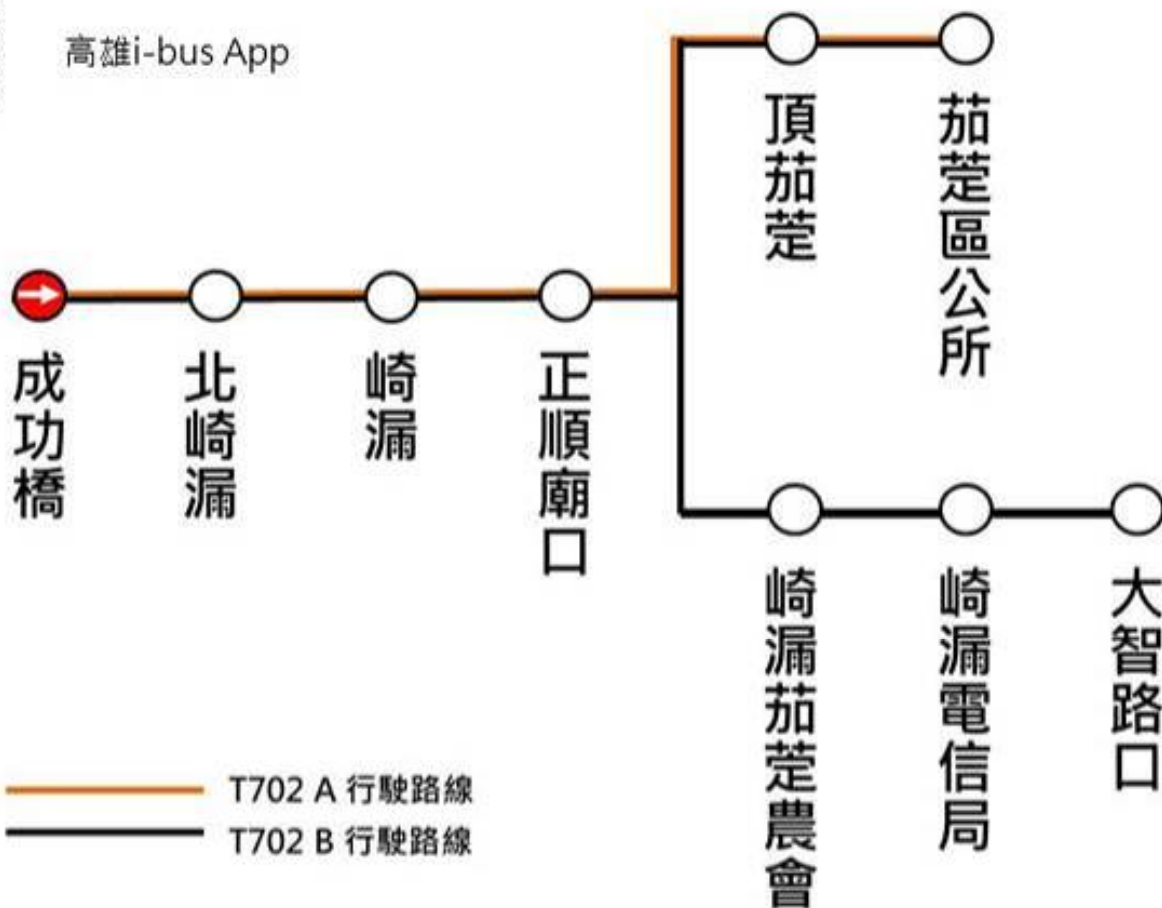 高雄i-bus App
頂茄萣
茄萣區公所
成功橋
北崎漏
崎漏
正順廟口
崎漏茄萣農會
崎漏電信局
大智路口
T702 A 行駛路線
T702 B 行駛路線